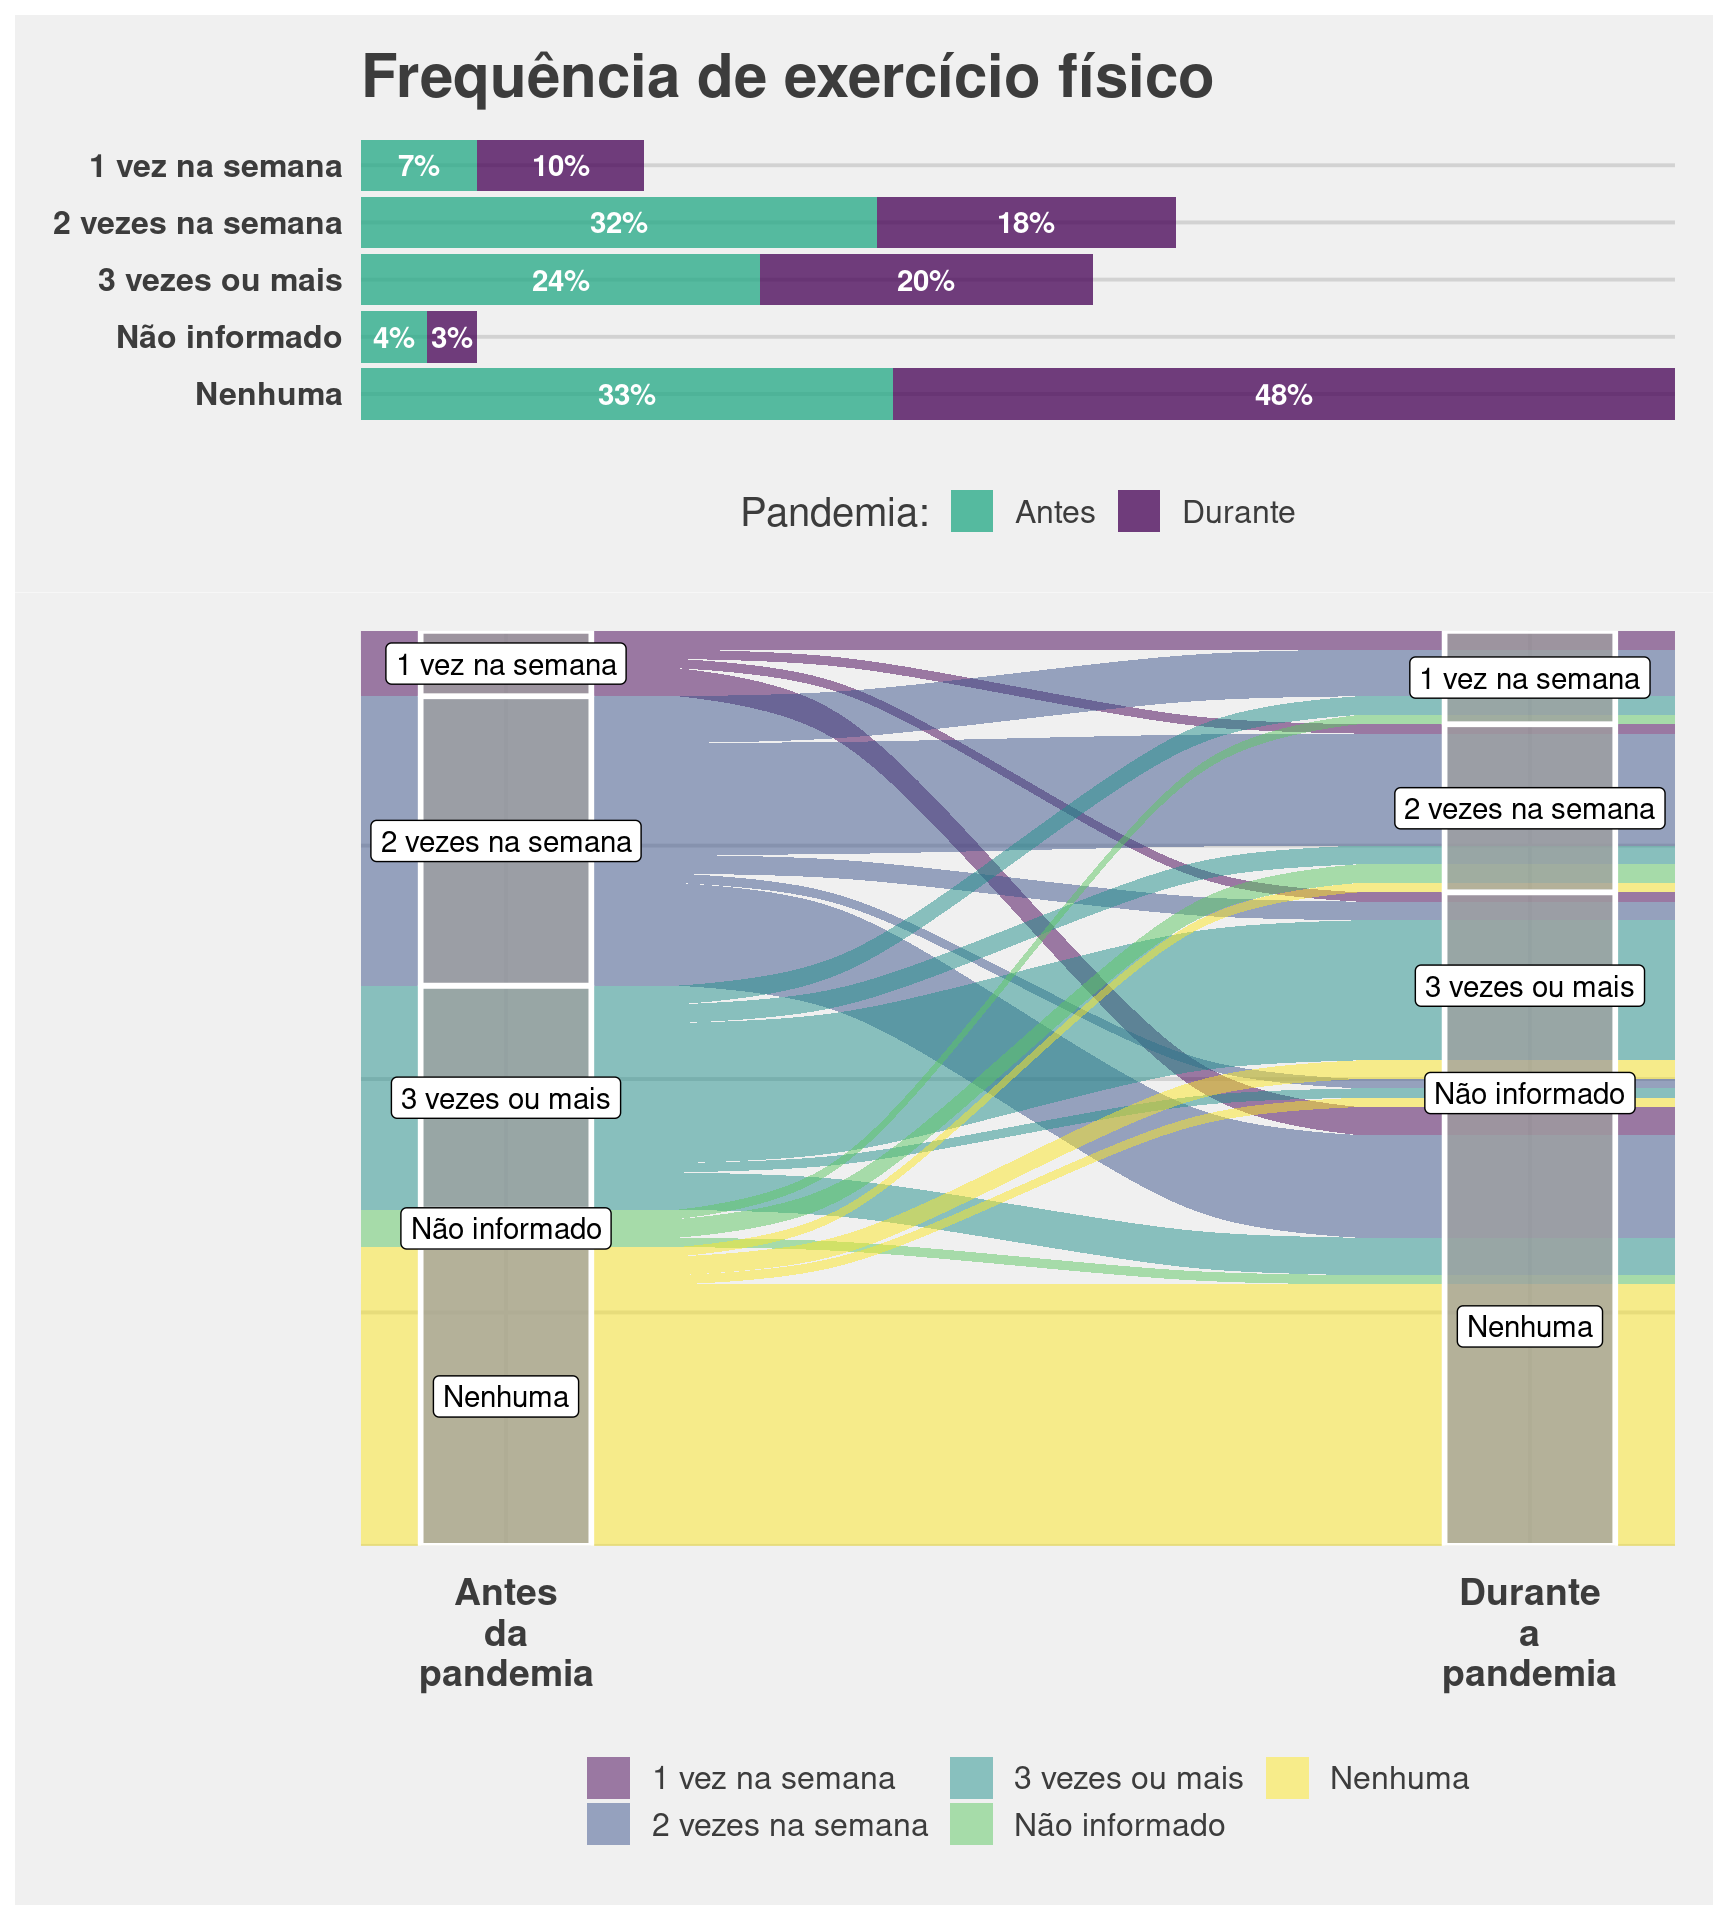 Frequência de exercício físico
1 vez na semana
7%
10%
2 vezes na semana
32%
18%
3 vezes ou mais
24%
20%
Não informado
4%
3%
Nenhuma
33%
48%
Pandemia:
Antes
Durante
1 vez na semana
2 vezes na semana
3 vezes ou mais
Não informado
Nenhuma
1 vez na semana
2 vezes na semana
3 vezes ou mais
Não informado
Nenhuma
Antes
da
pandemia
Durante
a
pandemia
1 vez na semana
2 vezes na semana
3 vezes ou mais
Não informado
Nenhuma